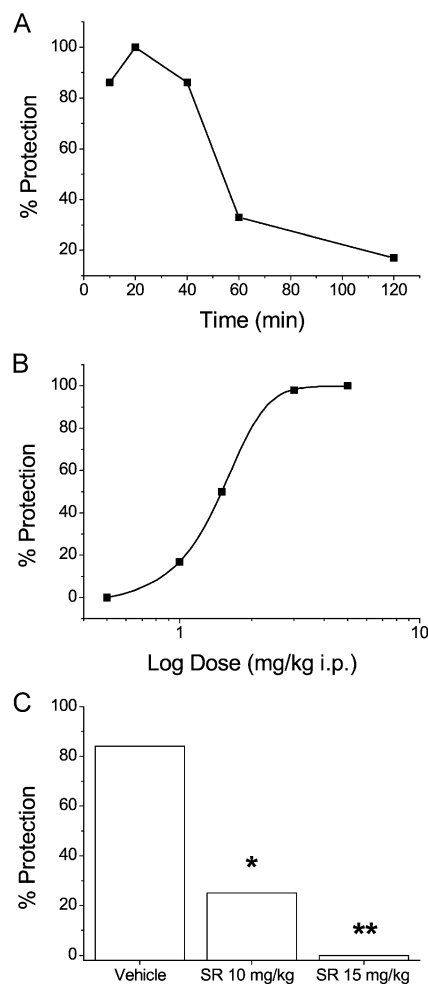 A
100
80
60
40
20
% Protection
0 20 40 60 80 100 120
Time (min)
B
100
80
60
40
20
0
% Protection
1 10
Log Dose (mg/kg i.p.)
C
100
80
60
40
20
0
% Protection
*
**
Vehicle SR 10 mg/kg SR 15 mg/kg